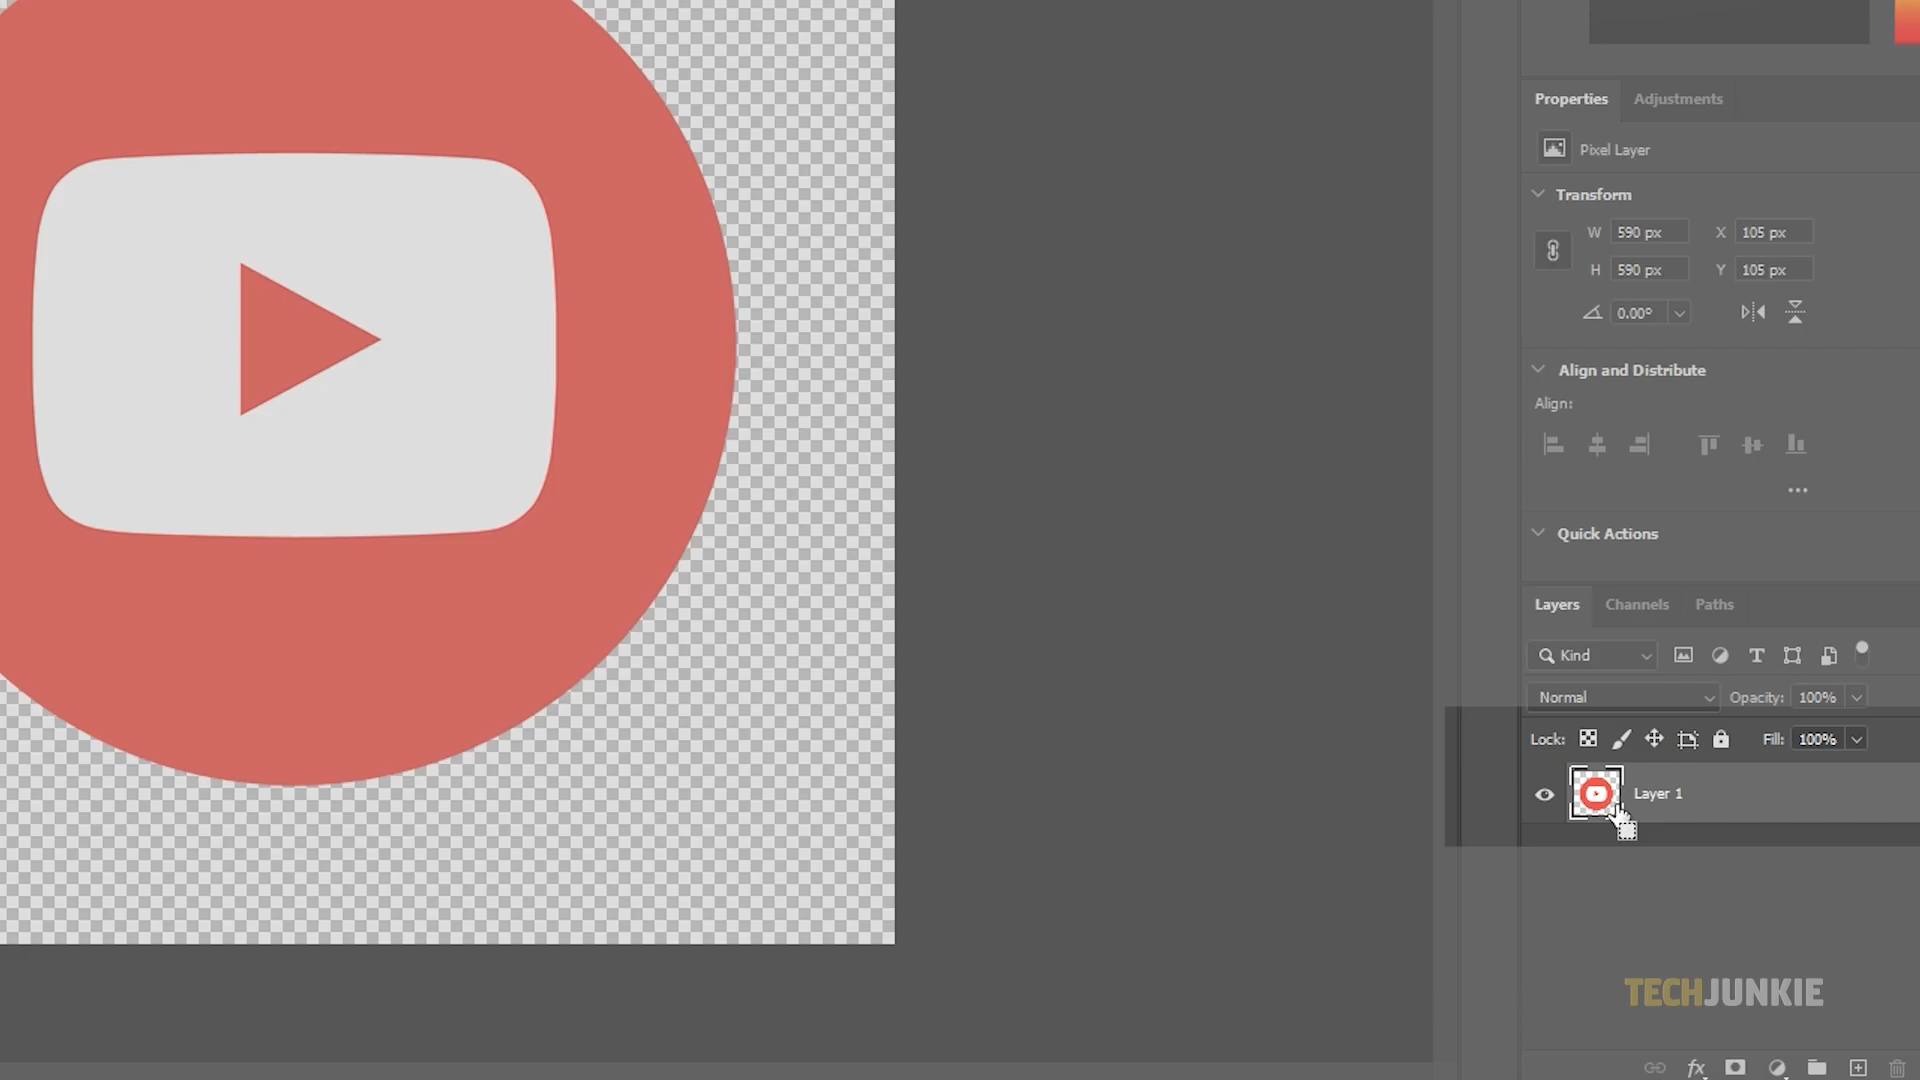 Properties Adjustments
Pixel Layer
Transform
W 590 px X 105 px
H 590 px Y 105 px
0.00°
Align and Distribute
Align:
Quick Actions
Layers Channels Paths
Kind
Normal Opacity: 100%
Lock: Fill: 100%
Layer 1
TECHJUNKIE
fx